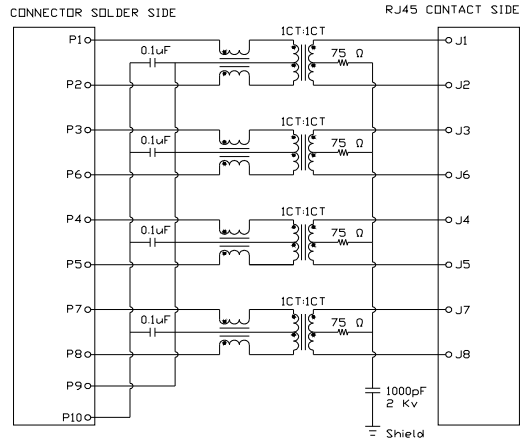 CONNECTOR SOLDER SIDE
RJ45 CONTACT SIDE
1CT:1CT
P1
0.1uF
75 Ω
J1
P2
J2
1CT:1CT
P3
0.1uF
75 Ω
J3
P6
J6
1CT:1CT
P4
0.1uF
75 Ω
J4
P5
J5
1CT:1CT
P7
0.1uF
75 Ω
J7
P8
J8
P9
1000pF
2 Kv
P10
Shield